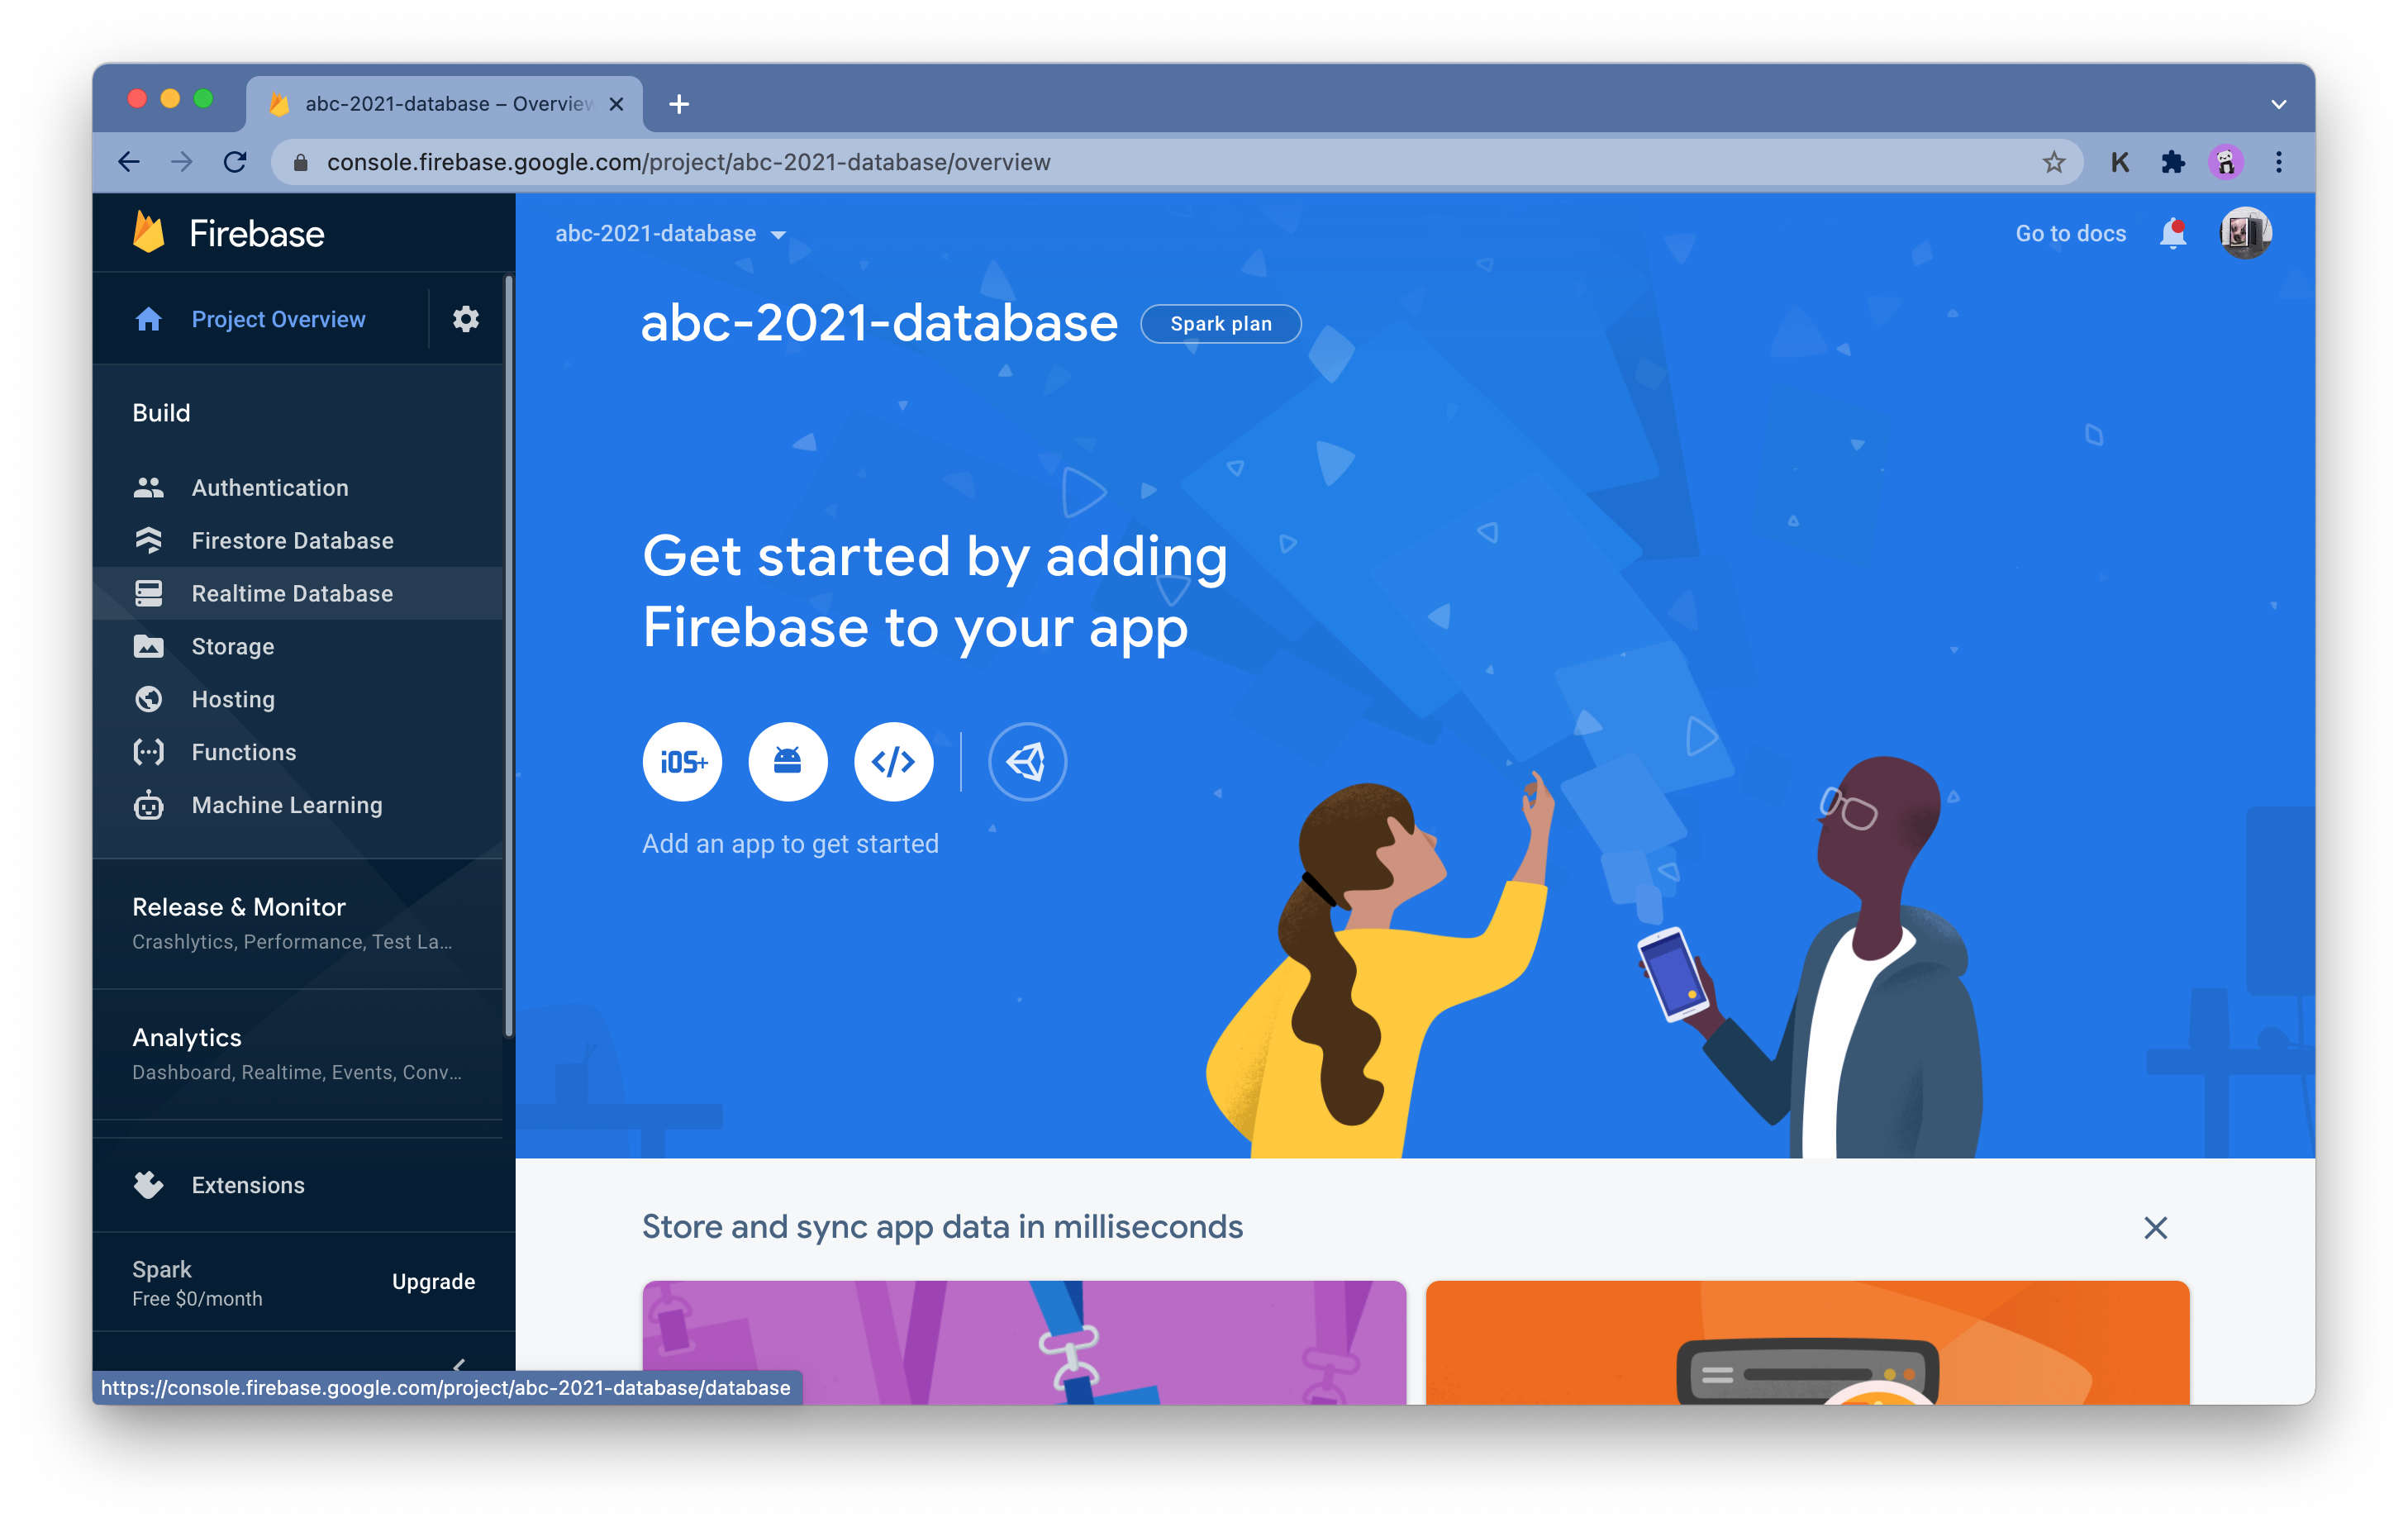 abc-2021-database – Overview
console.firebase.google.com/project/abc-2021-database/overview
K
Firebase
abc-2021-database
Go to docs
Project Overview
abc-2021-database
Spark plan
Build
Authentication
Firestore Database
Realtime Database
Storage
Hosting
Functions
Machine Learning
Get started by adding
Firebase to your app
iOS+
</>
Add an app to get started
Release & Monitor
Crashlytics, Performance, Test La...
Analytics
Dashboard, Realtime, Events, Conv...
Extensions
Spark
Free $0/month
Upgrade
Store and sync app data in milliseconds
https://console.firebase.google.com/project/abc-2021-database/database